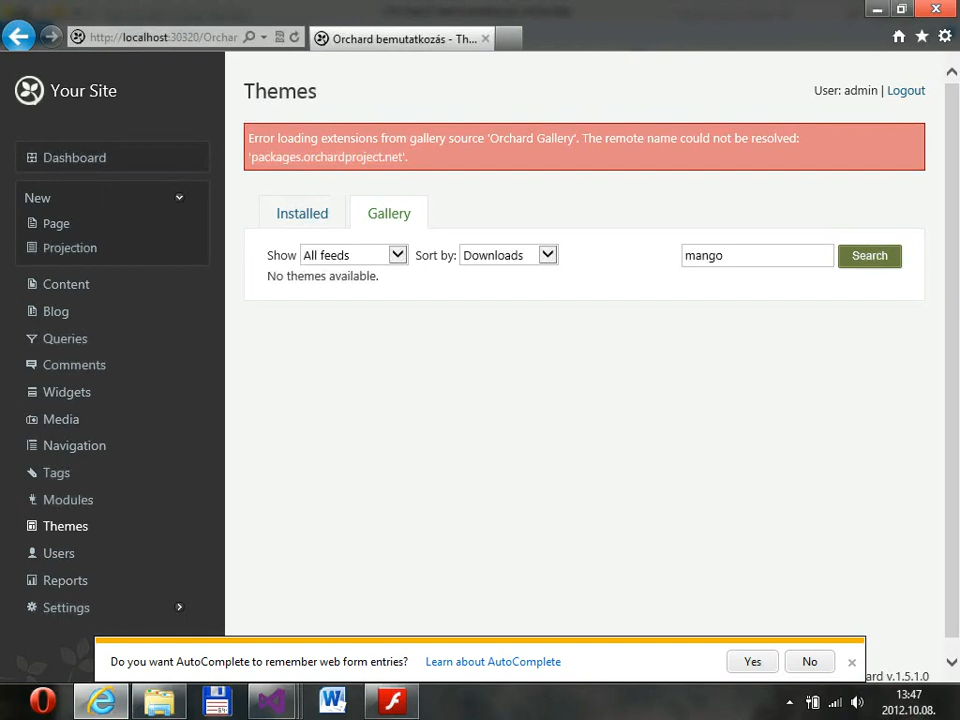 http://localhost:30320/Orchar
Orchard bemutatkozás - Th...
Your Site
Themes
User: admin | Logout
Error loading extensions from gallery source 'Orchard Gallery'. The remote name could not be resolved:
'packages.orchardproject.net'.
Dashboard
New
Page
Projection
Content
Blog
Queries
Comments
Widgets
Media
Navigation
Tags
Modules
Themes
Users
Reports
Settings
Installed
Gallery
Show All feeds Sort by: Downloads mango Search
No themes available.
Do you want AutoComplete to remember web form entries? Learn about AutoComplete Yes No
ard v.1.5.1.0
13:47
2012.10.08.